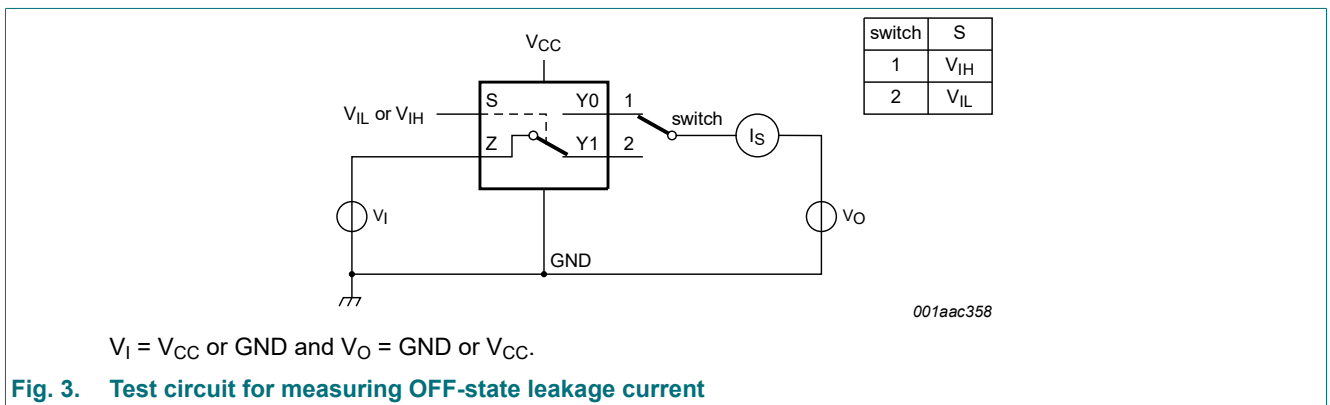 switch S
1 VIH
2 VIL
VCC
VIL or VIH
S Y0 1
switch
IS
Z Y1 2
VI
VO
GND
001aac358
VI = VCC or GND and VO = GND or VCC.
Fig. 3. Test circuit for measuring OFF-state leakage current